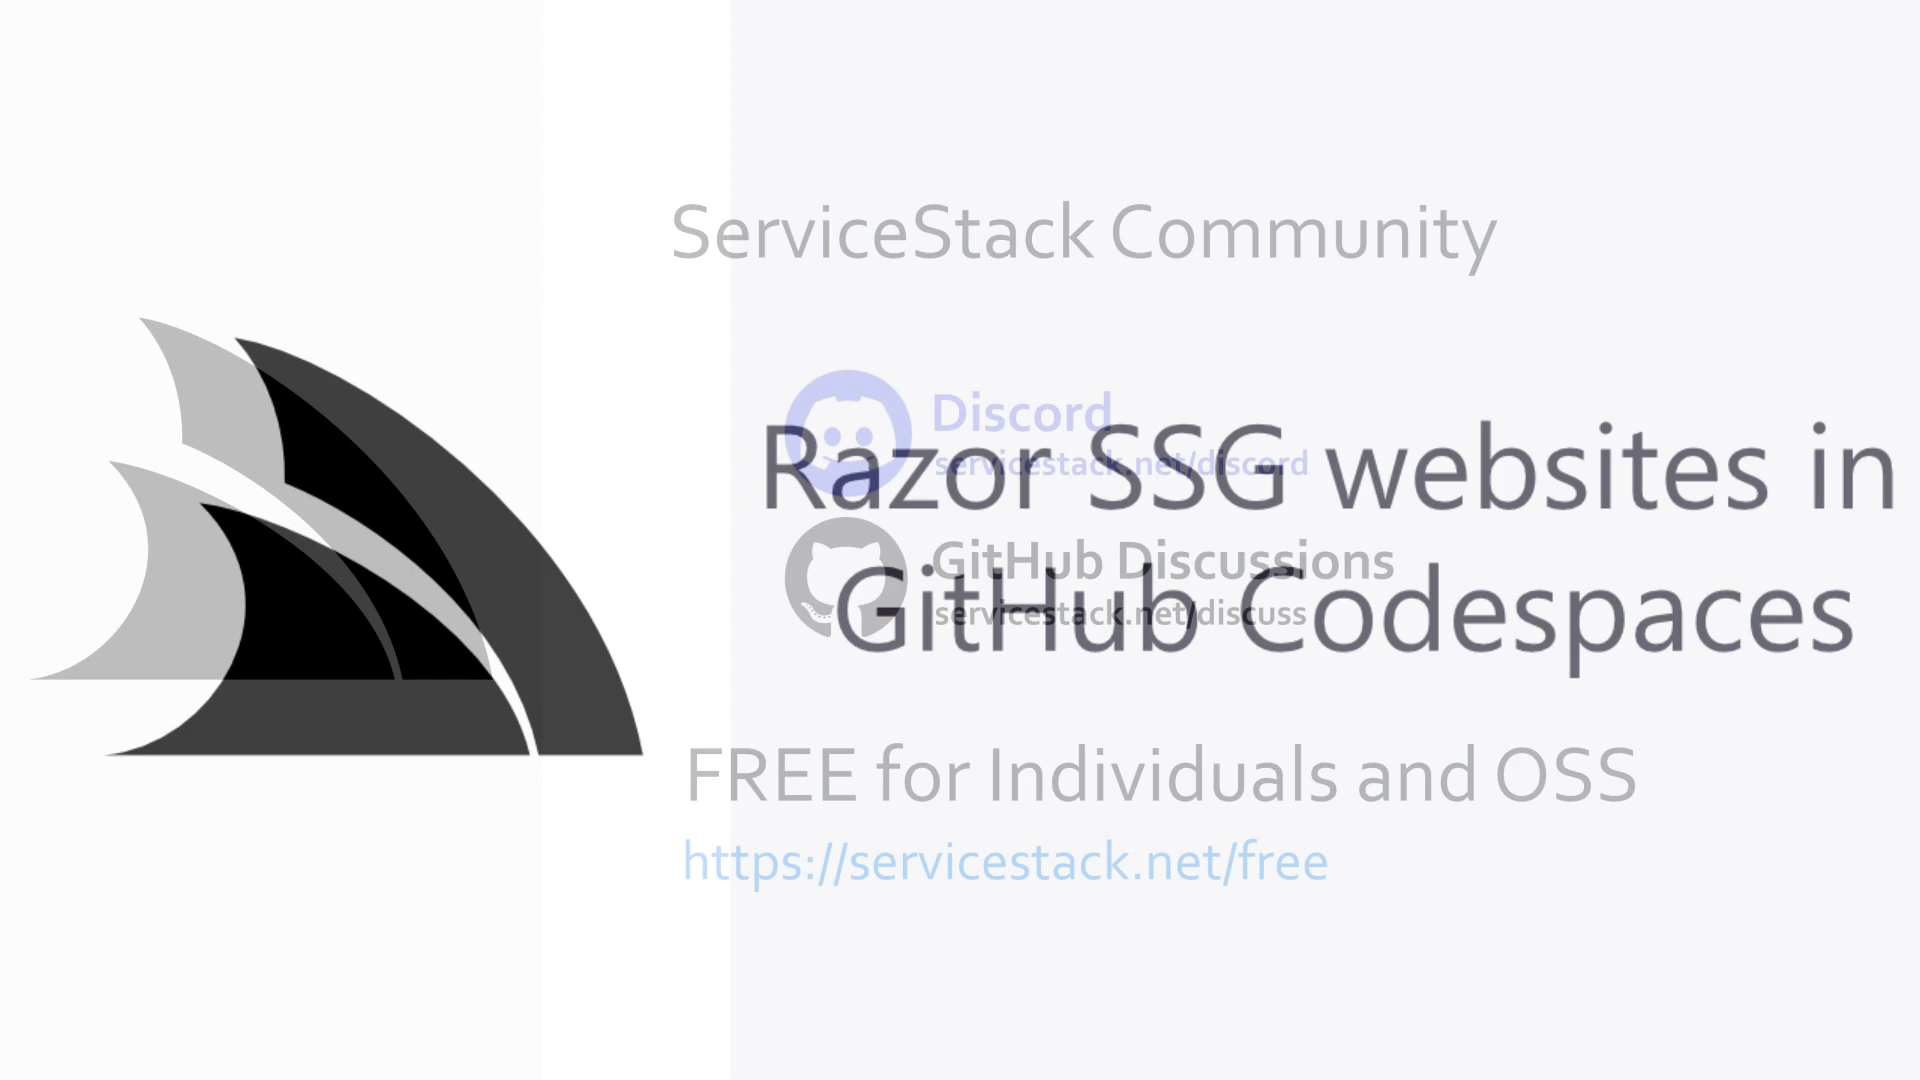 ServiceStack Community
Discord
servicestack.net/discord
Razor SSG websites in
GitHub Codespaces
GitHub Discussions
servicestack.net/discuss
FREE for Individuals and OSS
https://servicestack.net/free